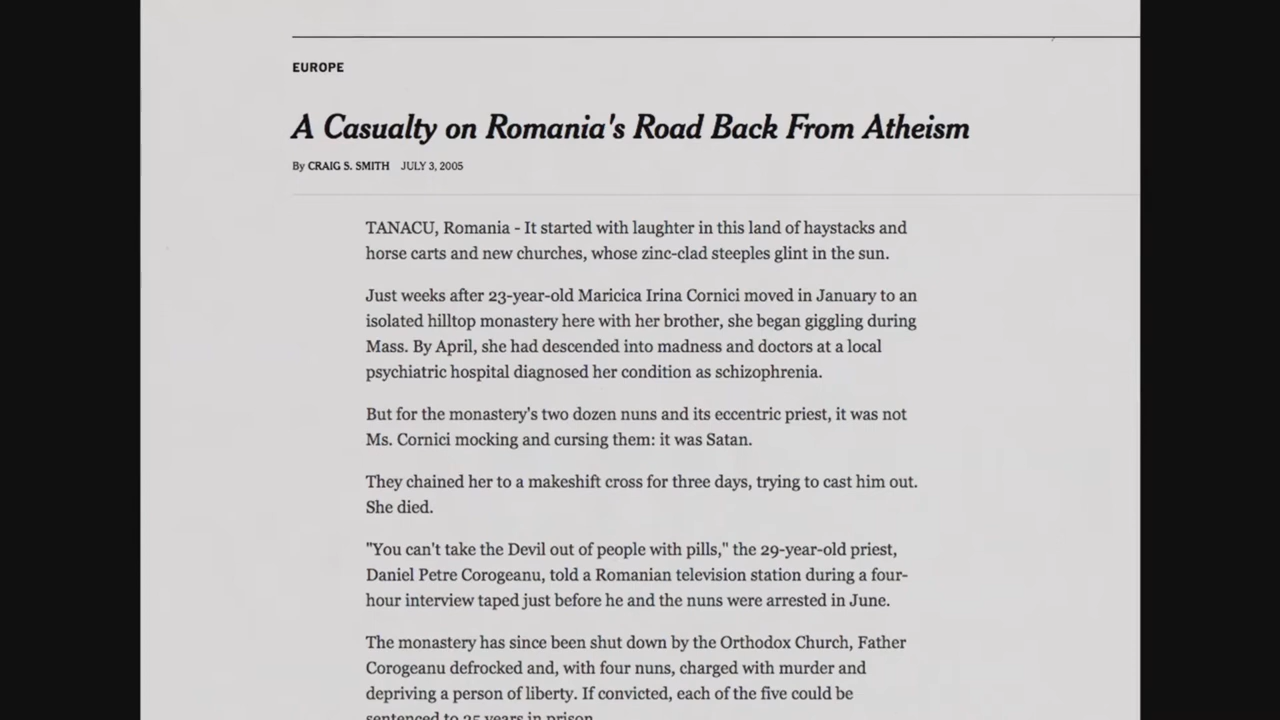 EUROPE
A Casualty on Romania's Road Back From Atheism
By CRAIG S. SMITH JULY 3, 2005
TANACU, Romania - It started with laughter in this land of haystacks and
horse carts and new churches, whose zinc-clad steeples glint in the sun.
Just weeks after 23-year-old Maricica Irina Cornici moved in January to an
isolated hilltop monastery here with her brother, she began giggling during
Mass. By April, she had descended into madness and doctors at a local
psychiatric hospital diagnosed her condition as schizophrenia.
But for the monastery's two dozen nuns and its eccentric priest, it was not
Ms. Cornici mocking and cursing them: it was Satan.
They chained her to a makeshift cross for three days, trying to cast him out.
She died.
"You can't take the Devil out of people with pills," the 29-year-old priest,
Daniel Petre Corogeanu, told a Romanian television station during a four-
hour interview taped just before he and the nuns were arrested in June.
The monastery has since been shut down by the Orthodox Church, Father
Corogeanu defrocked and, with four nuns, charged with murder and
depriving a person of liberty. If convicted, each of the five could be
sentenced to 25 years in prison.